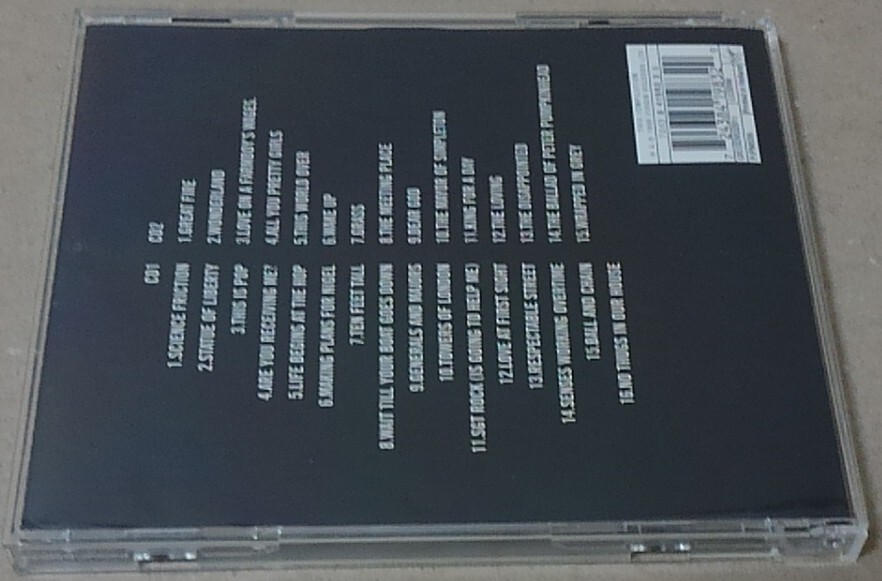 CD1
1.SCIENCE FRICTION
2.STATUE OF LIBERTY
3.THIS IS POP
4.ARE YOU RECEIVING ME?
5.LIFE BEGINS AT THE HOP
6.MAKING PLANS FOR NIGEL
7.TEN FEET TALL
8.WAIT TILL YOUR BOAT GOES DOWN
9.GENERALS AND MAJORS
10.TOWERS OF LONDON
11.SGT ROCK (IS GOING TO HELP ME)
12.LOVE AT FIRST SIGHT
13.RESPECTABLE STREET
14.SENSES WORKING OVERTIME
15.BALL AND CHAIN
16.NO THUGS IN OUR HOUSE
CD2
1.GREAT FIRE
2.WONDERLAND
3.LOVE ON A FARMBOY'S WAGES.
4.ALL YOU PRETTY GIRLS
5.THIS WORLD OVER
6.WAKE UP
7.GRASS
8.THE MEETING PLACE
9.DEAR GOD
10.THE MAYOR OF SIMPLETON
11.KING FOR A DAY
12.THE LOVING
13.THE DISAPPOINTED
14.THE BALLAD OF PETER PUMPKINHEAD
15.WRAPPED IN GREY